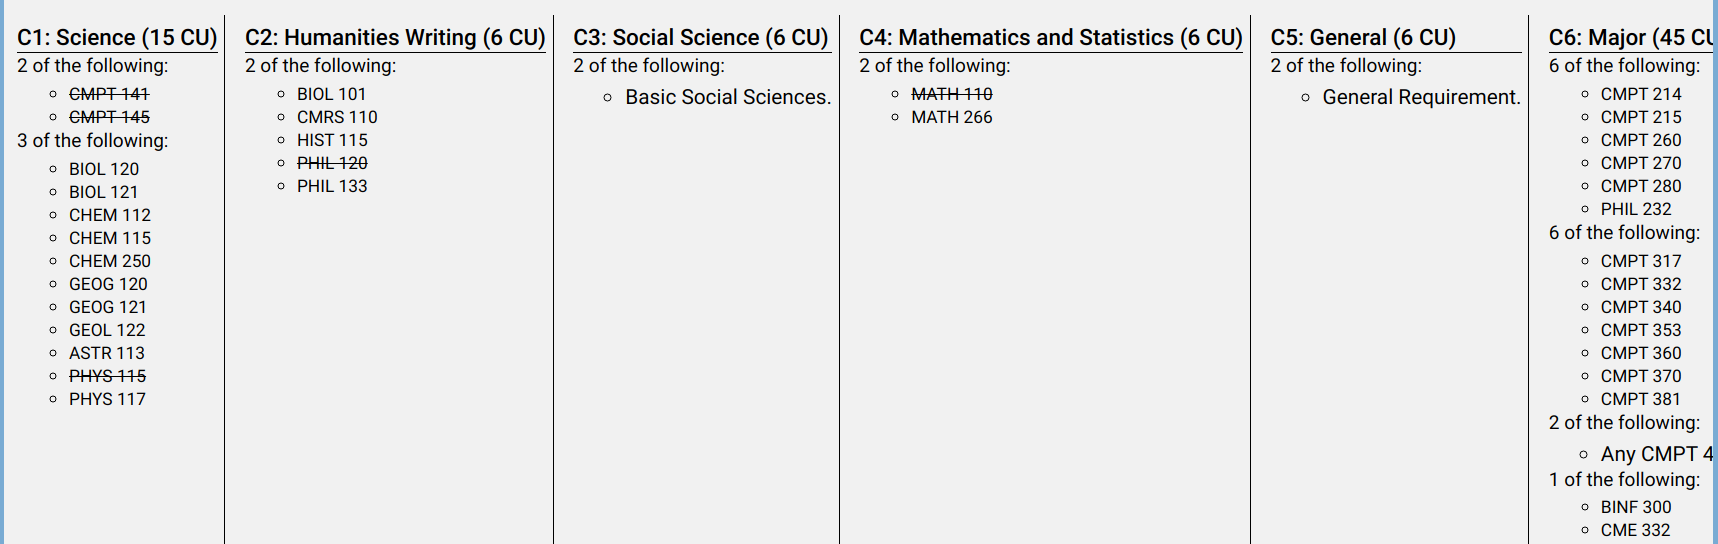 C1: Science (15 CU)
2 of the following:
CMPT 141
CMPT 145
3 of the following:
BIOL 120
BIOL 121
CHEM 112
CHEM 115
CHEM 250
GEOG 120
GEOG 121
GEOL 122
ASTR 113
PHYS 115
PHYS 117
C2: Humanities Writing (6 CU)
2 of the following:
BIOL 101
CMRS 110
HIST 115
PHIL 120
PHIL 133
C3: Social Science (6 CU)
2 of the following:
Basic Social Sciences.
C4: Mathematics and Statistics (6 CU)
2 of the following:
MATH 110
MATH 266
C5: General (6 CU)
2 of the following:
General Requirement.
C6: Major (45 CU
6 of the following:
CMPT 214
CMPT 215
CMPT 260
CMPT 270
CMPT 280
PHIL 232
6 of the following:
CMPT 317
CMPT 332
CMPT 340
CMPT 353
CMPT 360
CMPT 370
CMPT 381
2 of the following:
Any CMPT 4
1 of the following:
BINF 300
CME 332